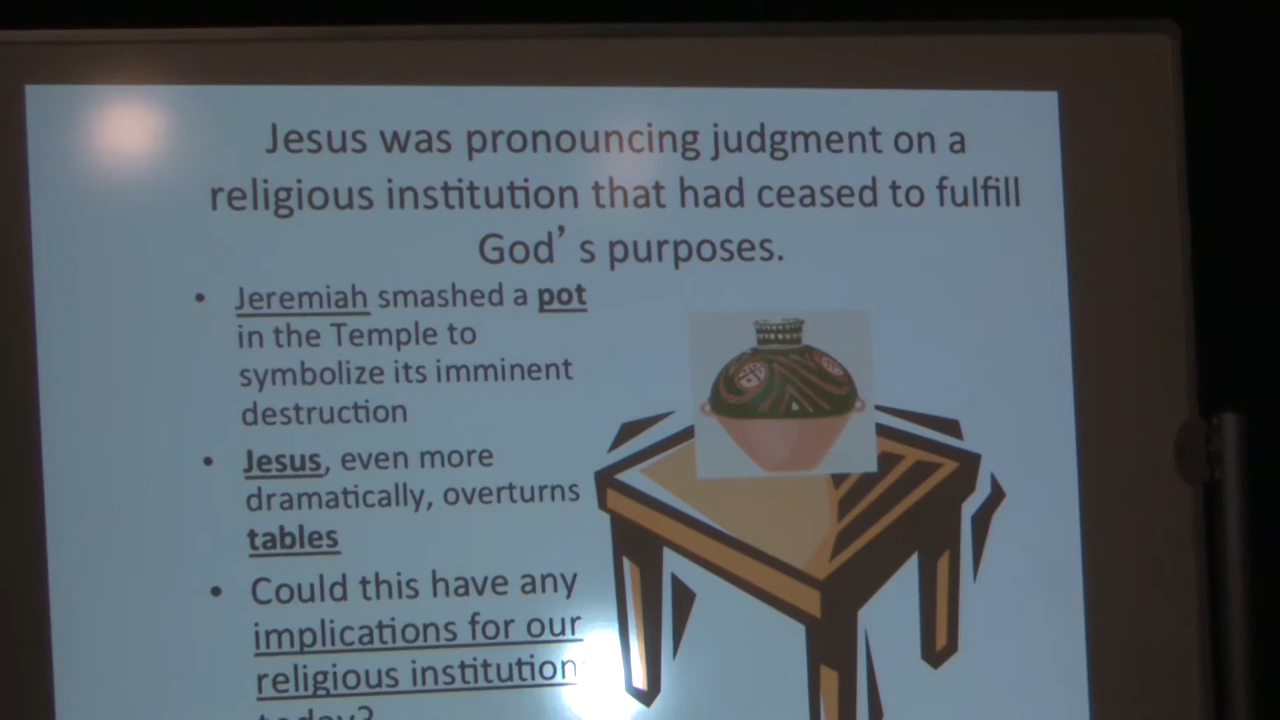 Jesus was pronouncing judgment on a
religious institution that had ceased to fulfill
God’ s purposes.
• Jeremiah smashed a pot
in the Temple to
symbolize its imminent
destruction
• Jesus, even more
dramatically, overturns
tables
• Could this have any
implications for our
religious institution
today?